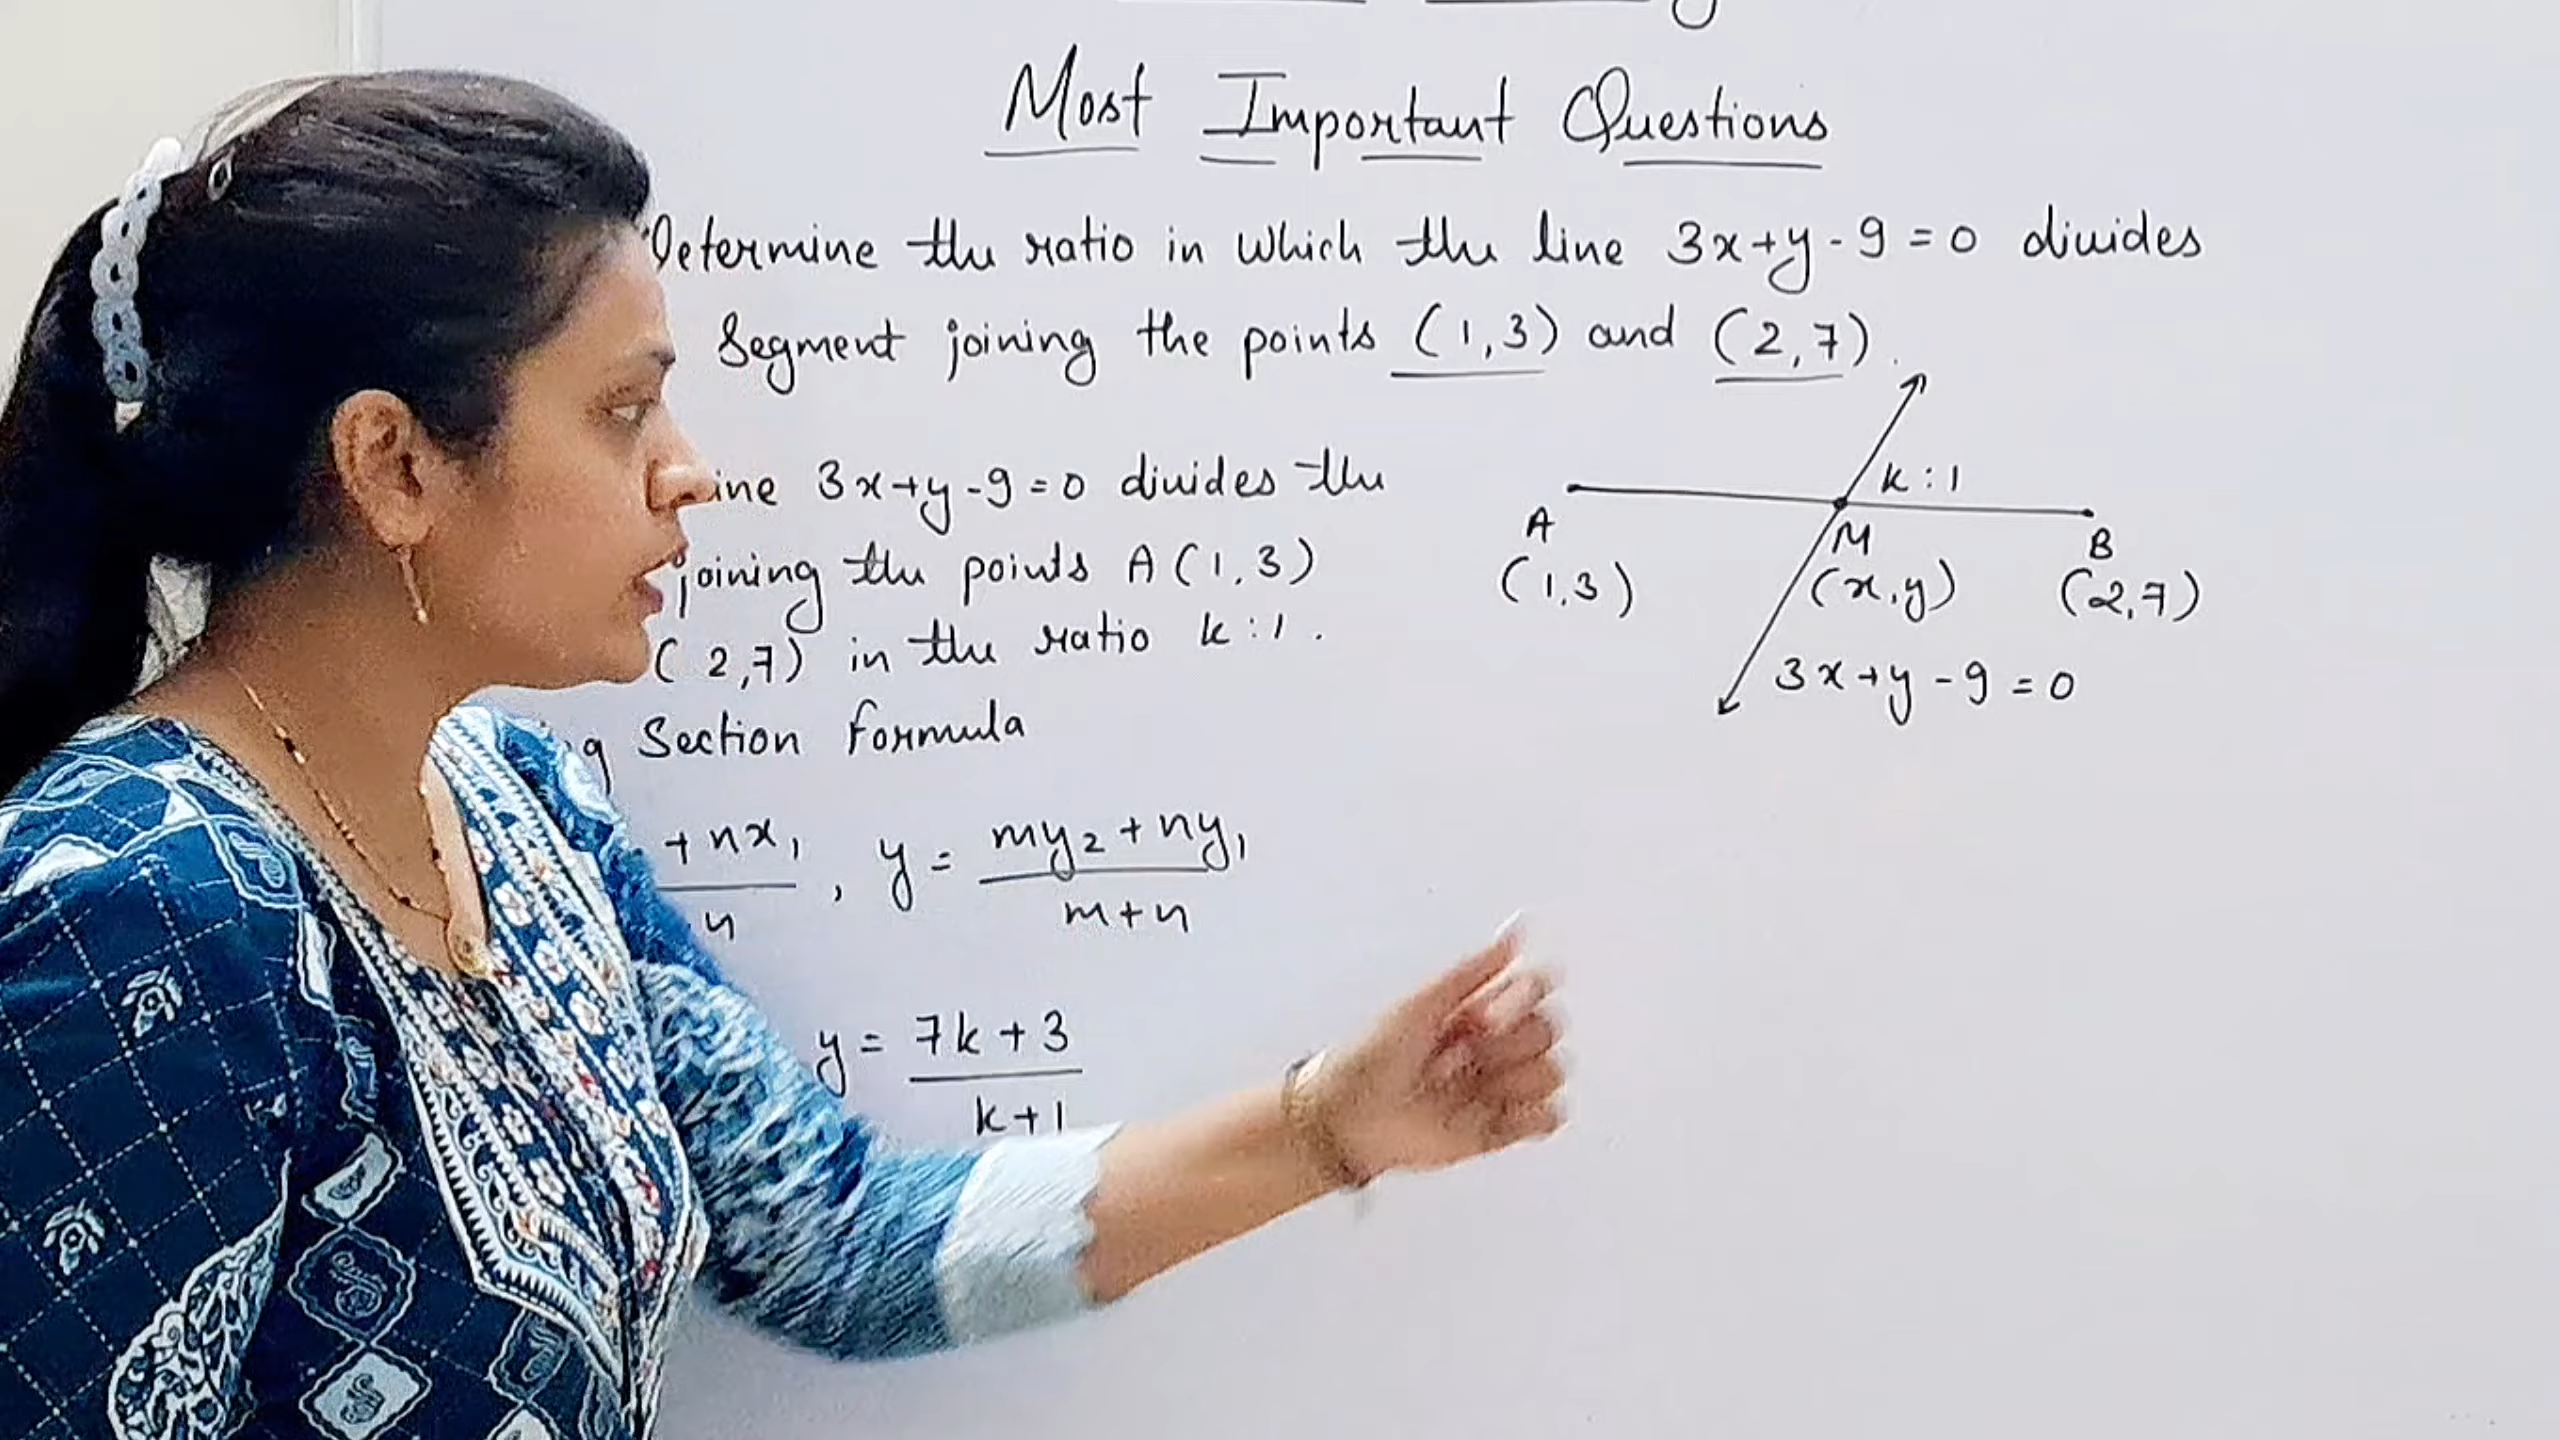 Most Important Questions
Determine the ratio in which the line 3x+y-9=0 divides
segment joining the points (1,3) and (2,7).
3x+y-9=0 divides the
joining the points A(1,3)
(2,7) in the ratio k:1.
Section formula
+nx₁ , y = my₂+ny₁
n m+n
y = 7k+3
k+1
k:1
A M B
(1,3) (x,y) (2,7)
3x+y-9=0